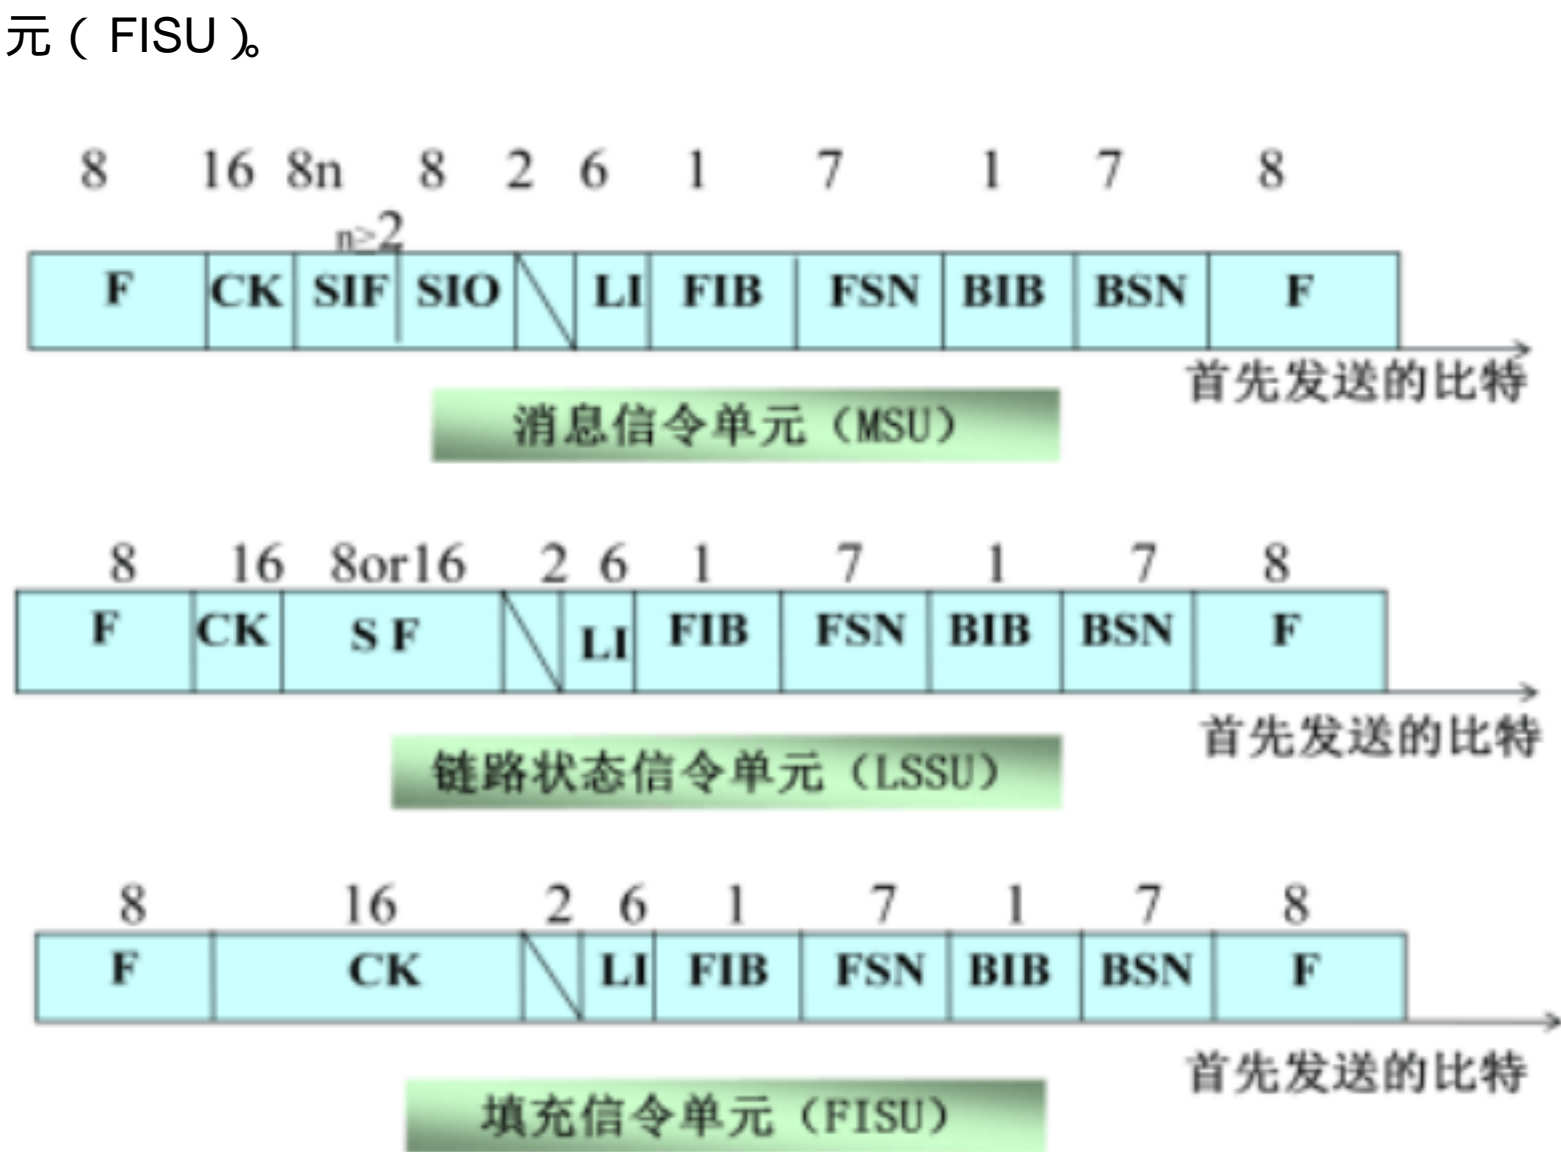 元（FISU）。
8 16 8n 8 2 6 1 7 1 7 8
n≥2
F CK SIF SIO LI FIB FSN BIB BSN F
首先发送的比特
消息信令单元（MSU）
8 16 8or16 2 6 1 7 1 7 8
F CK S F LI FIB FSN BIB BSN F
首先发送的比特
链路状态信令单元（LSSU）
8 16 2 6 1 7 1 7 8
F CK LI FIB FSN BIB BSN F
首先发送的比特
填充信令单元（FISU）